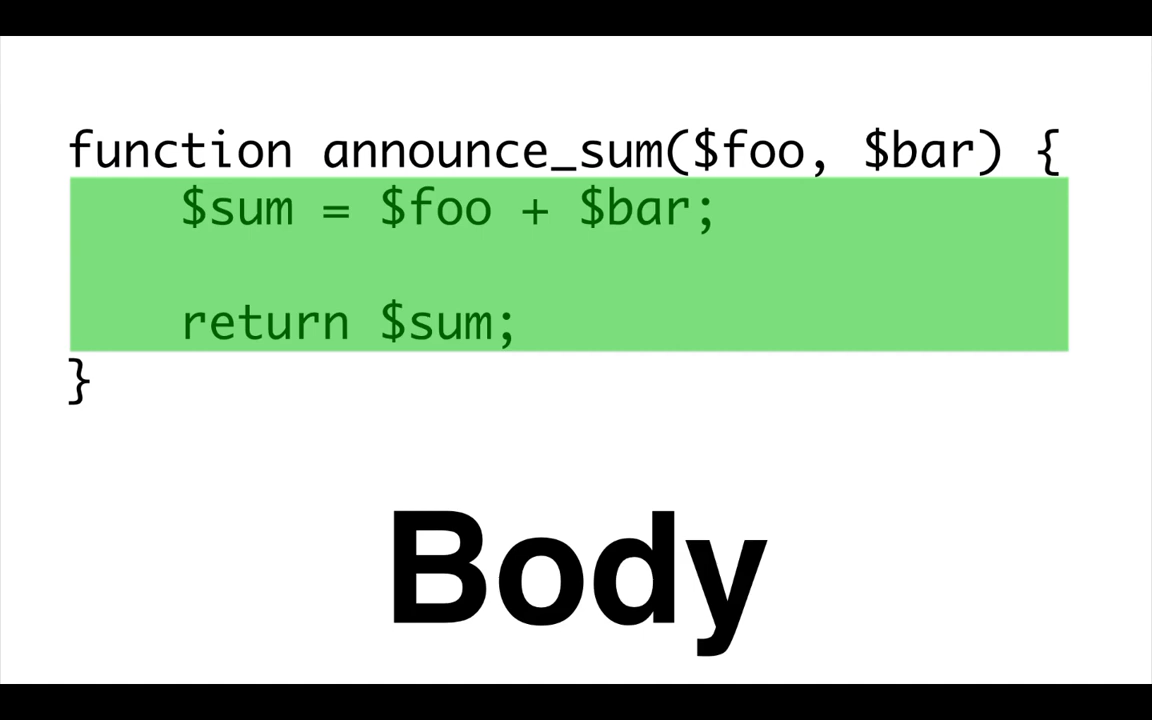 function announce_sum($foo, $bar) {
    $sum = $foo + $bar;
    return $sum;
}
Body